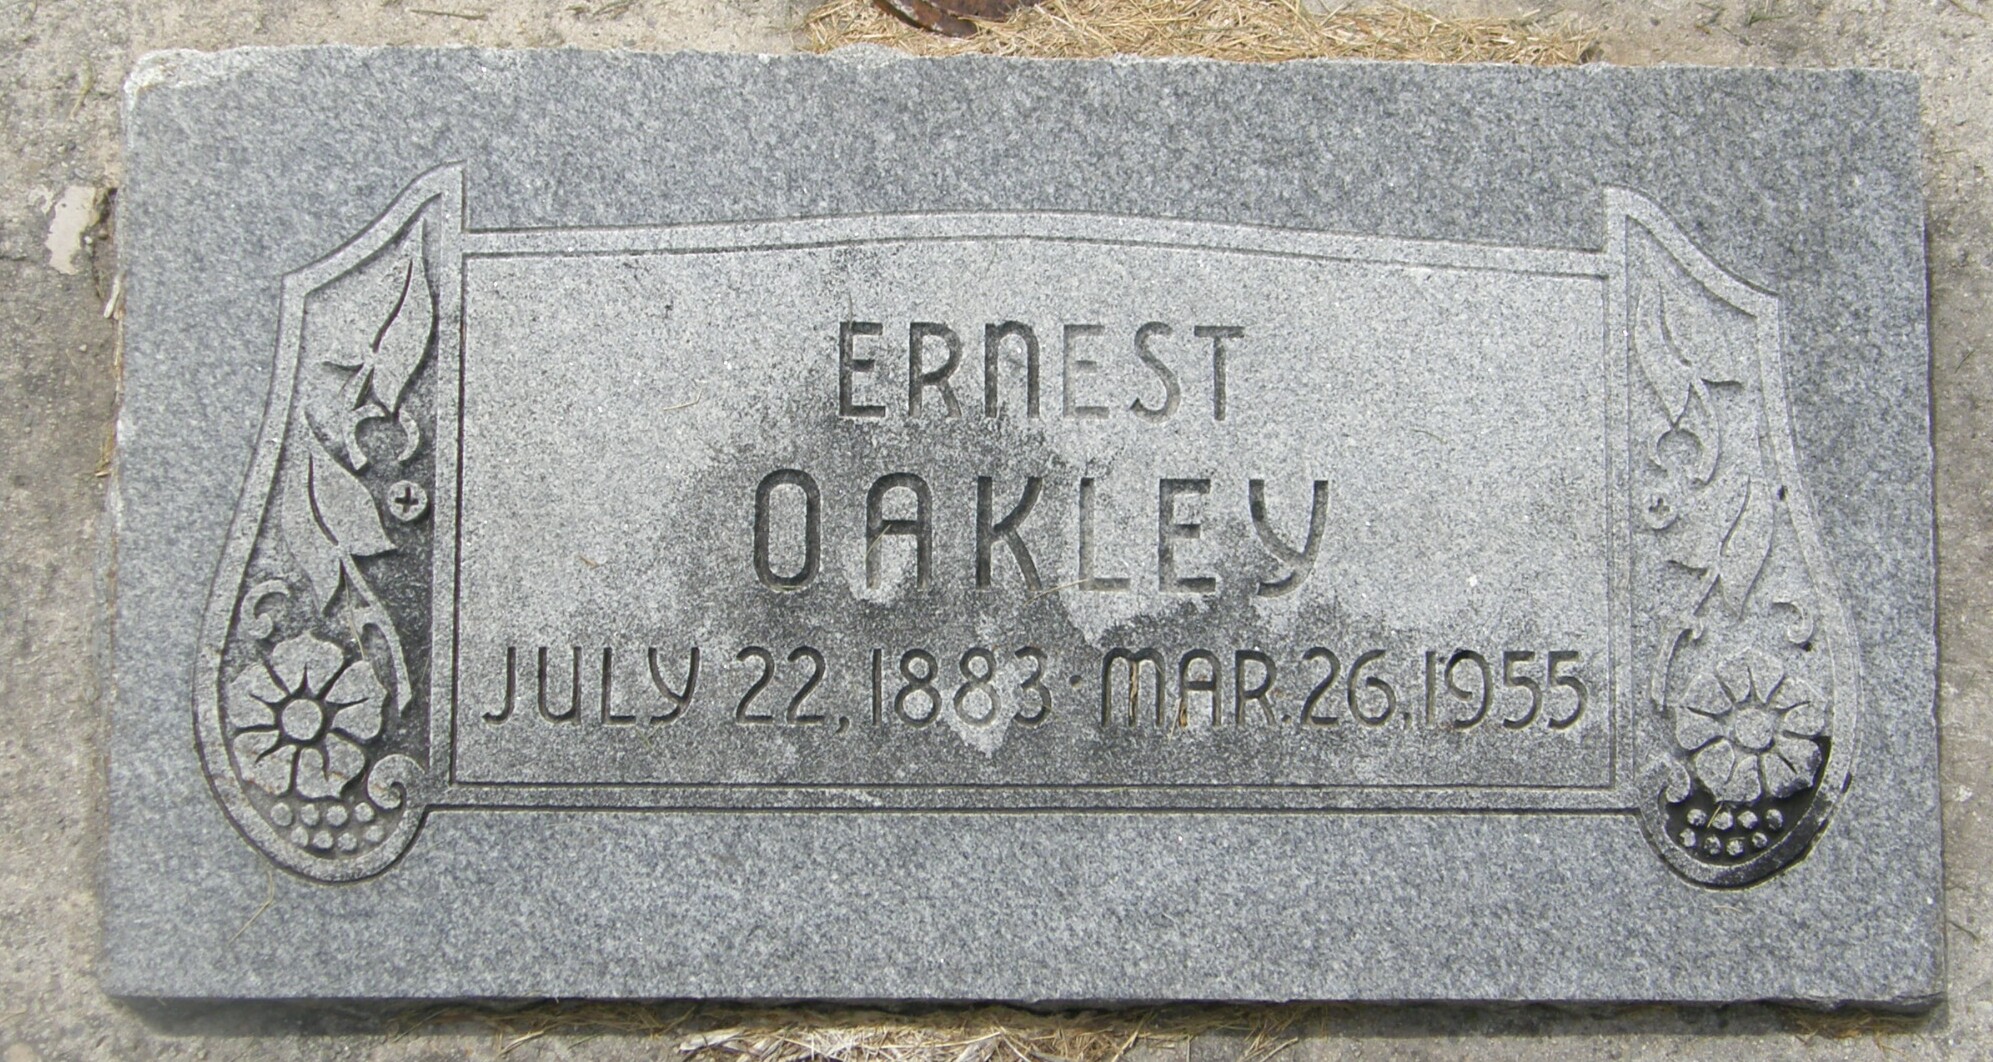 ERNEST
OAKLEY
JULY 22, 1883 · MAR. 26, 1955